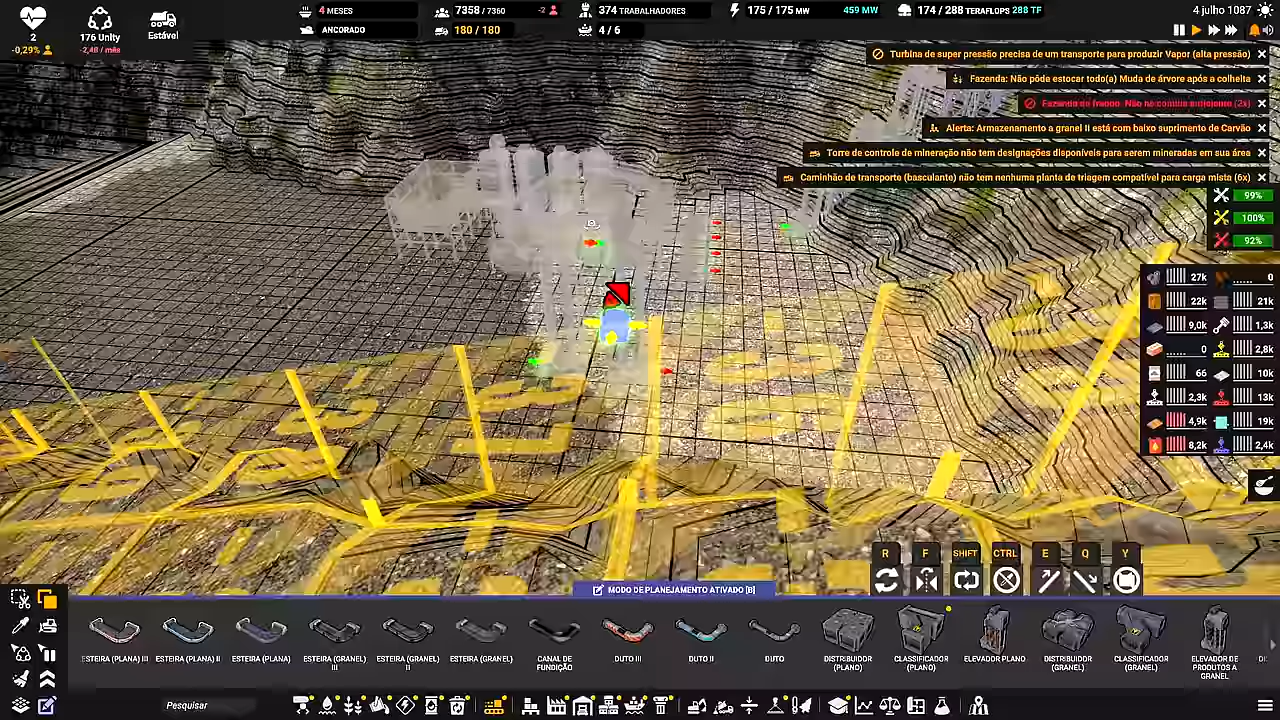 4 MESES
7358 / 7360
-2
374 TRABALHADORES
175 / 175 MW
459 MW
174 / 288 TERAFLOPS
288 TF
4 julho 1087
2
176 Unity
Estável
ANCORADO
180 / 180
4 / 6
-0,29%
-2,48 / mês
Turbina de super pressão precisa de um transporte para produzir Vapor (alta pressão)
Fazenda: Não pôde estocar todo(a) Muda de árvore após a colheita
Fazenda de frango: Não há comida suficiente (2x)
Alerta: Armazenamento a granel II está com baixo suprimento de Carvão
Torre de controle de mineração não tem designações disponíveis para serem mineradas em sua área
Caminhão de transporte (basculante) não tem nenhuma planta de triagem compatível para carga mista (6x)
99%
100%
92%
27k
0
22k
21k
9,0k
1,3k
0
2,8k
66
10k
2,3k
13k
4,9k
19k
8,2k
2,4k
R
F
SHIFT
CTRL
E
Q
Y
MODO DE PLANEJAMENTO ATIVADO [B]
ESTEIRA (PLANA) III
ESTEIRA (PLANA) II
ESTEIRA (PLANA)
ESTEIRA (GRANEL) III
ESTEIRA (GRANEL) II
ESTEIRA (GRANEL)
CANAL DE FUNDIÇÃO
DUTO III
DUTO II
DUTO
DISTRIBUIDOR (PLANO)
CLASSIFICADOR (PLANO)
ELEVADOR PLANO
DISTRIBUIDOR (GRANEL)
CLASSIFICADOR (GRANEL)
ELEVADOR DE PRODUTOS A GRANEL
Pesquisar